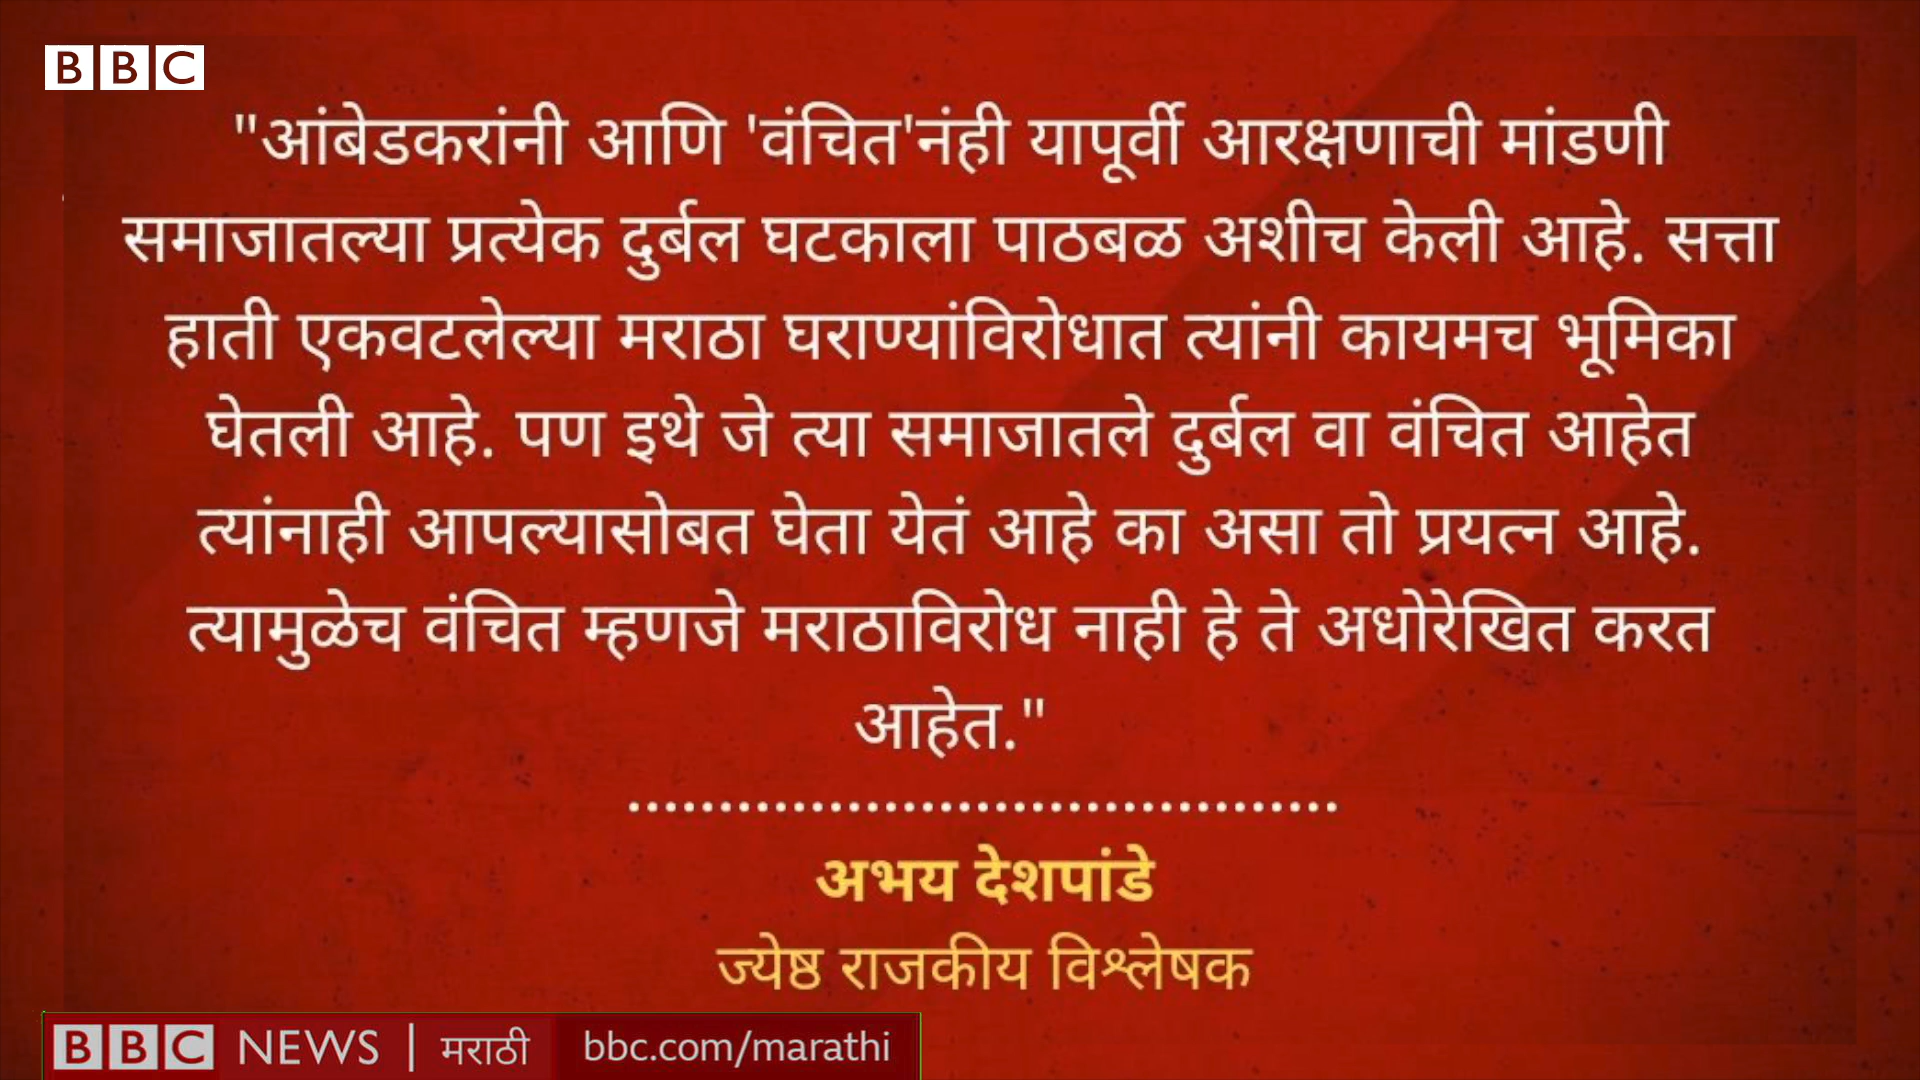 BBC
"आंबेडकरांनी आणि 'वंचित'नंही यापूर्वी आरक्षणाची मांडणी
समाजातल्या प्रत्येक दुर्बल घटकाला पाठबळ अशीच केली आहे. सत्ता
हाती एकवटलेल्या मराठा घराण्यांविरोधात त्यांनी कायमच भूमिका
घेतली आहे. पण इथे जे त्या समाजातले दुर्बल वा वंचित आहेत
त्यांनाही आपल्यासोबत घेता येतं आहे का असा तो प्रयत्न आहे.
त्यामुळेच वंचित म्हणजे मराठाविरोध नाही हे ते अधोरेखित करत
आहेत."
.......................................
अभय देशपांडे
ज्येष्ठ राजकीय विश्लेषक
BBC NEWS | मराठी bbc.com/marathi